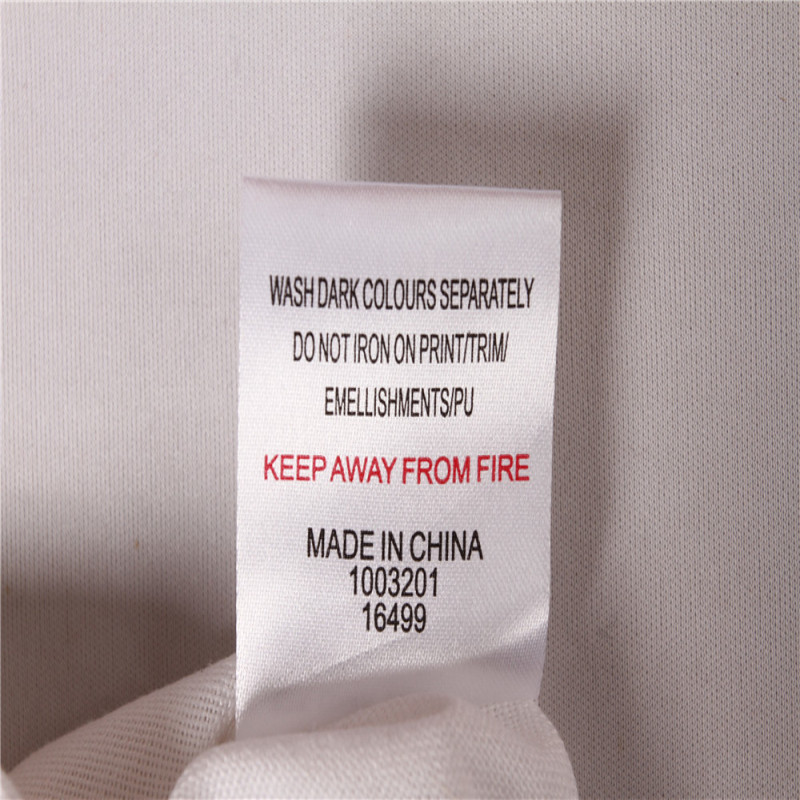 WASH DARK COLOURS SEPARATELY
DO NOT IRON ON PRINT/TRIM/
EMELLISHMENTS/PU
KEEP AWAY FROM FIRE
MADE IN CHINA
1003201
16499